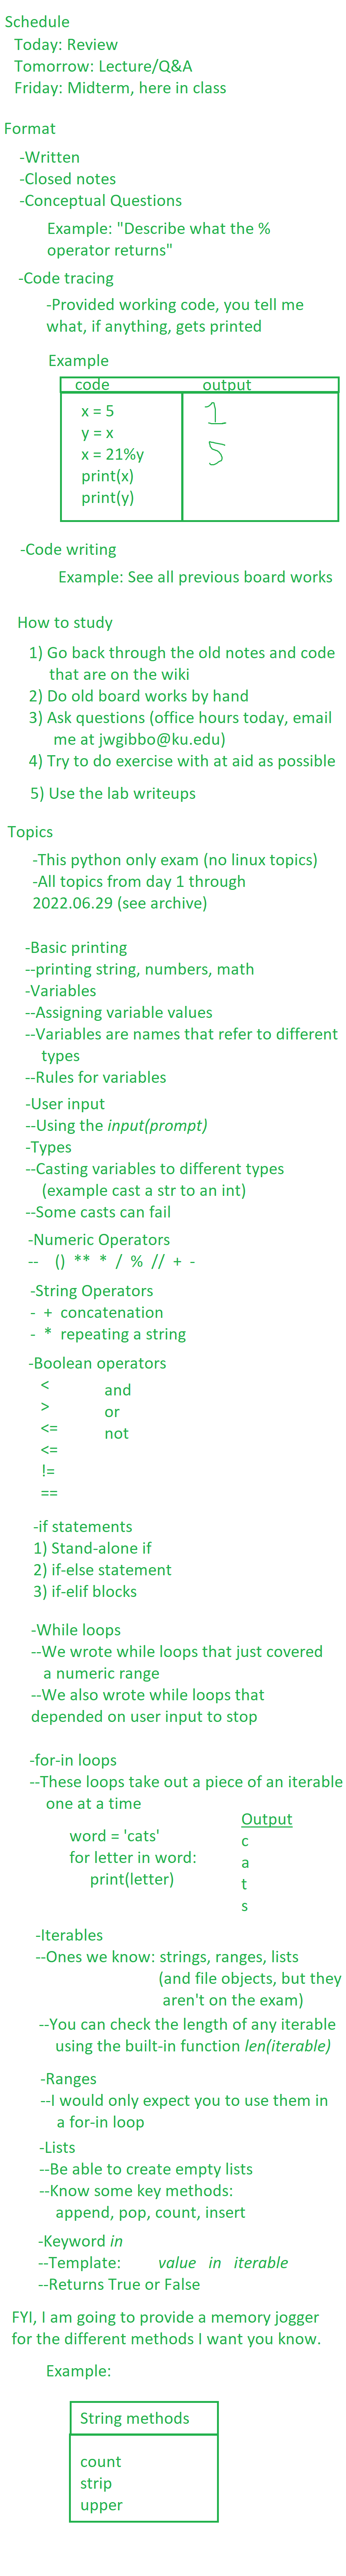 Schedule
Today: Review
Tomorrow: Lecture/Q&A
Friday: Midterm, here in class
Format
-Written
-Closed notes
-Conceptual Questions
Example: "Describe what the %
operator returns"
-Code tracing
-Provided working code, you tell me
what, if anything, gets printed
Example
code output
x = 5 1
y = x
x = 21%y 5
print(x)
print(y)
-Code writing
Example: See all previous board works
How to study
1) Go back through the old notes and code
that are on the wiki
2) Do old board works by hand
3) Ask questions (office hours today, email
me at jwgibbo@ku.edu)
4) Try to do exercise with at aid as possible
5) Use the lab writeups
Topics
-This python only exam (no linux topics)
-All topics from day 1 through
2022.06.29 (see archive)
-Basic printing
--printing string, numbers, math
-Variables
--Assigning variable values
--Variables are names that refer to different
types
--Rules for variables
-User input
--Using the input(prompt)
-Types
--Casting variables to different types
(example cast a str to an int)
--Some casts can fail
-Numeric Operators
-- () ** * / % // + -
-String Operators
- + concatenation
- * repeating a string
-Boolean operators
< and
> or
<= not
<=
!=
==
-if statements
1) Stand-alone if
2) if-else statement
3) if-elif blocks
-While loops
--We wrote while loops that just covered
a numeric range
--We also wrote while loops that
depended on user input to stop
-for-in loops
--These loops take out a piece of an iterable
one at a time
Output
word = 'cats' c
for letter in word: a
print(letter) t
s
-Iterables
--Ones we know: strings, ranges, lists
(and file objects, but they
aren't on the exam)
--You can check the length of any iterable
using the built-in function len(iterable)
-Ranges
--I would only expect you to use them in
a for-in loop
-Lists
--Be able to create empty lists
--Know some key methods:
append, pop, count, insert
-Keyword in
--Template: value in iterable
--Returns True or False
FYI, I am going to provide a memory jogger
for the different methods I want you know.
Example:
String methods
count
strip
upper